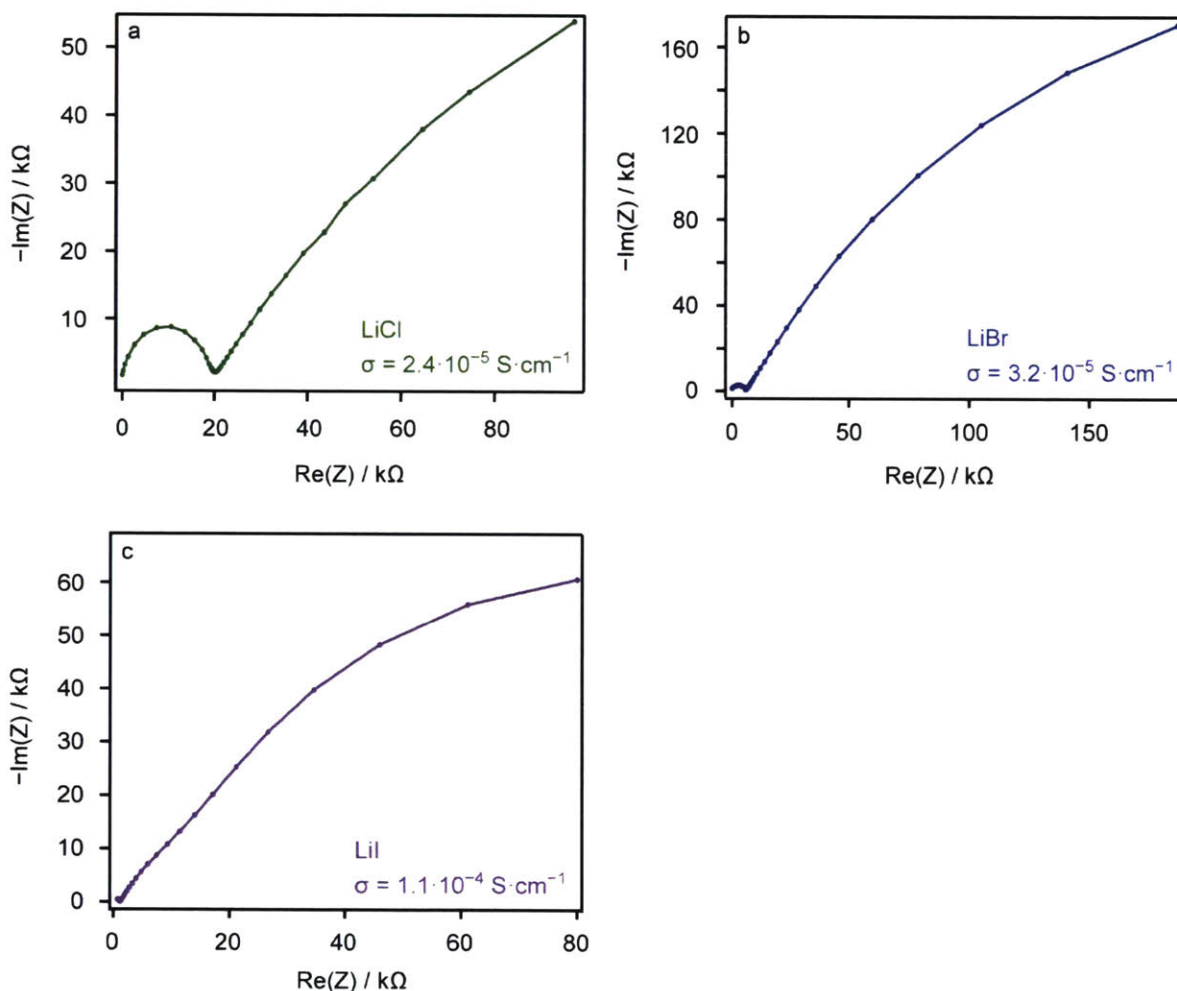 a
50
40
30
20
10
0 20 40 60 80
−Im(Z) / kΩ
Re(Z) / kΩ
LiCl
σ = 2.4·10⁻⁵ S·cm⁻¹
b
160
120
80
40
0
0 50 100 150
−Im(Z) / kΩ
Re(Z) / kΩ
LiBr
σ = 3.2·10⁻⁵ S·cm⁻¹
c
60
50
40
30
20
10
0
0 20 40 60 80
−Im(Z) / kΩ
Re(Z) / kΩ
LiI
σ = 1.1·10⁻⁴ S·cm⁻¹